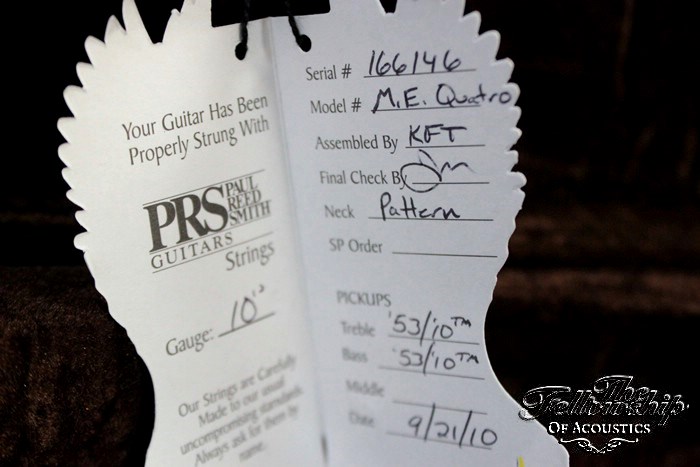 Your Guitar Has Been
Properly Strung With
PRS PAUL
REED
SMITH
GUITARS
Strings
Gauge: 10's
Our Strings are Carefully
Made to our usual
uncompromising standards
Always ask for them by
name.
Serial # 166146
Model # M.E. Quatro
Assembled By KFT
Final Check By
Neck Pattern
SP Order
PICKUPS
Treble '53/'10™
Bass '53/'10™
Middle
Date 9/21/10
The
Fellowship
OF ACOUSTICS